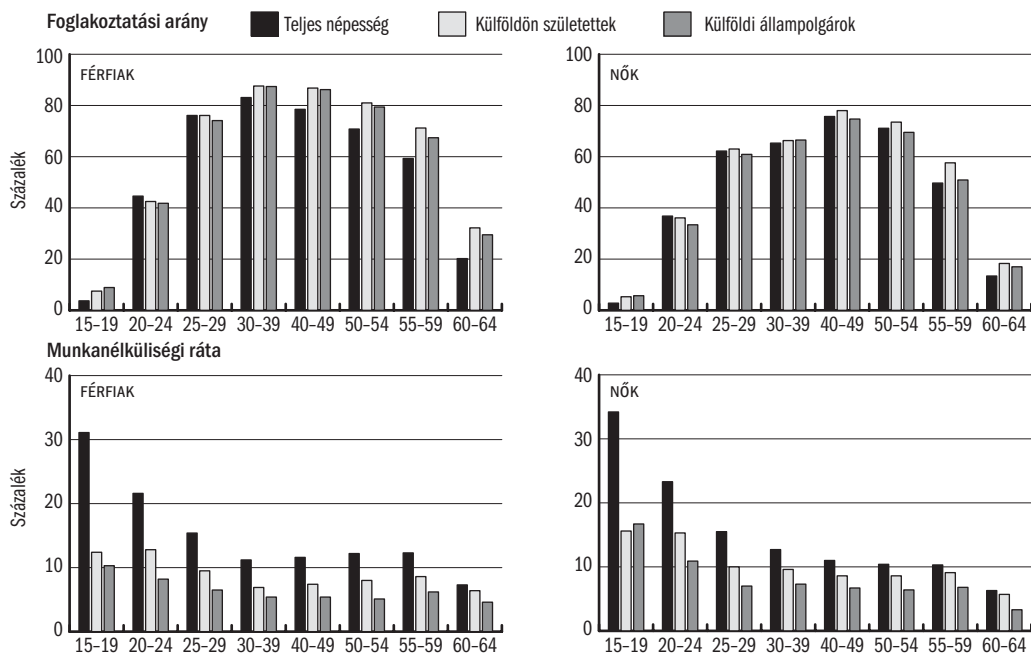 Foglakoztatási arány
Teljes népesség
Külföldön születettek
Külföldi állampolgárok
FÉRFIAK
Százalék
100
80
60
40
20
0
15–19 20–24 25–29 30–39 40–49 50–54 55–59 60–64
NŐK
100
80
60
40
20
0
15–19 20–24 25–29 30–39 40–49 50–54 55–59 60–64
Munkanélküliségi ráta
FÉRFIAK
Százalék
40
30
20
10
0
15–19 20–24 25–29 30–39 40–49 50–54 55–59 60–64
NŐK
40
30
20
10
0
15–19 20–24 25–29 30–39 40–49 50–54 55–59 60–64